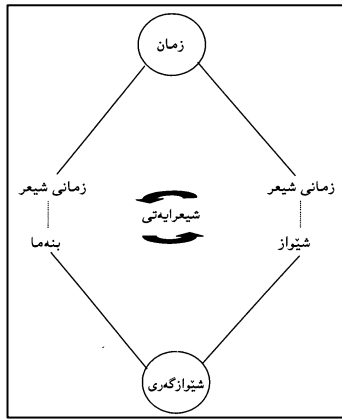 زمان
زمانی شیعر
زمانی شیعر
شیعرایەتی
شێواز
بنەما
شێوازگەری